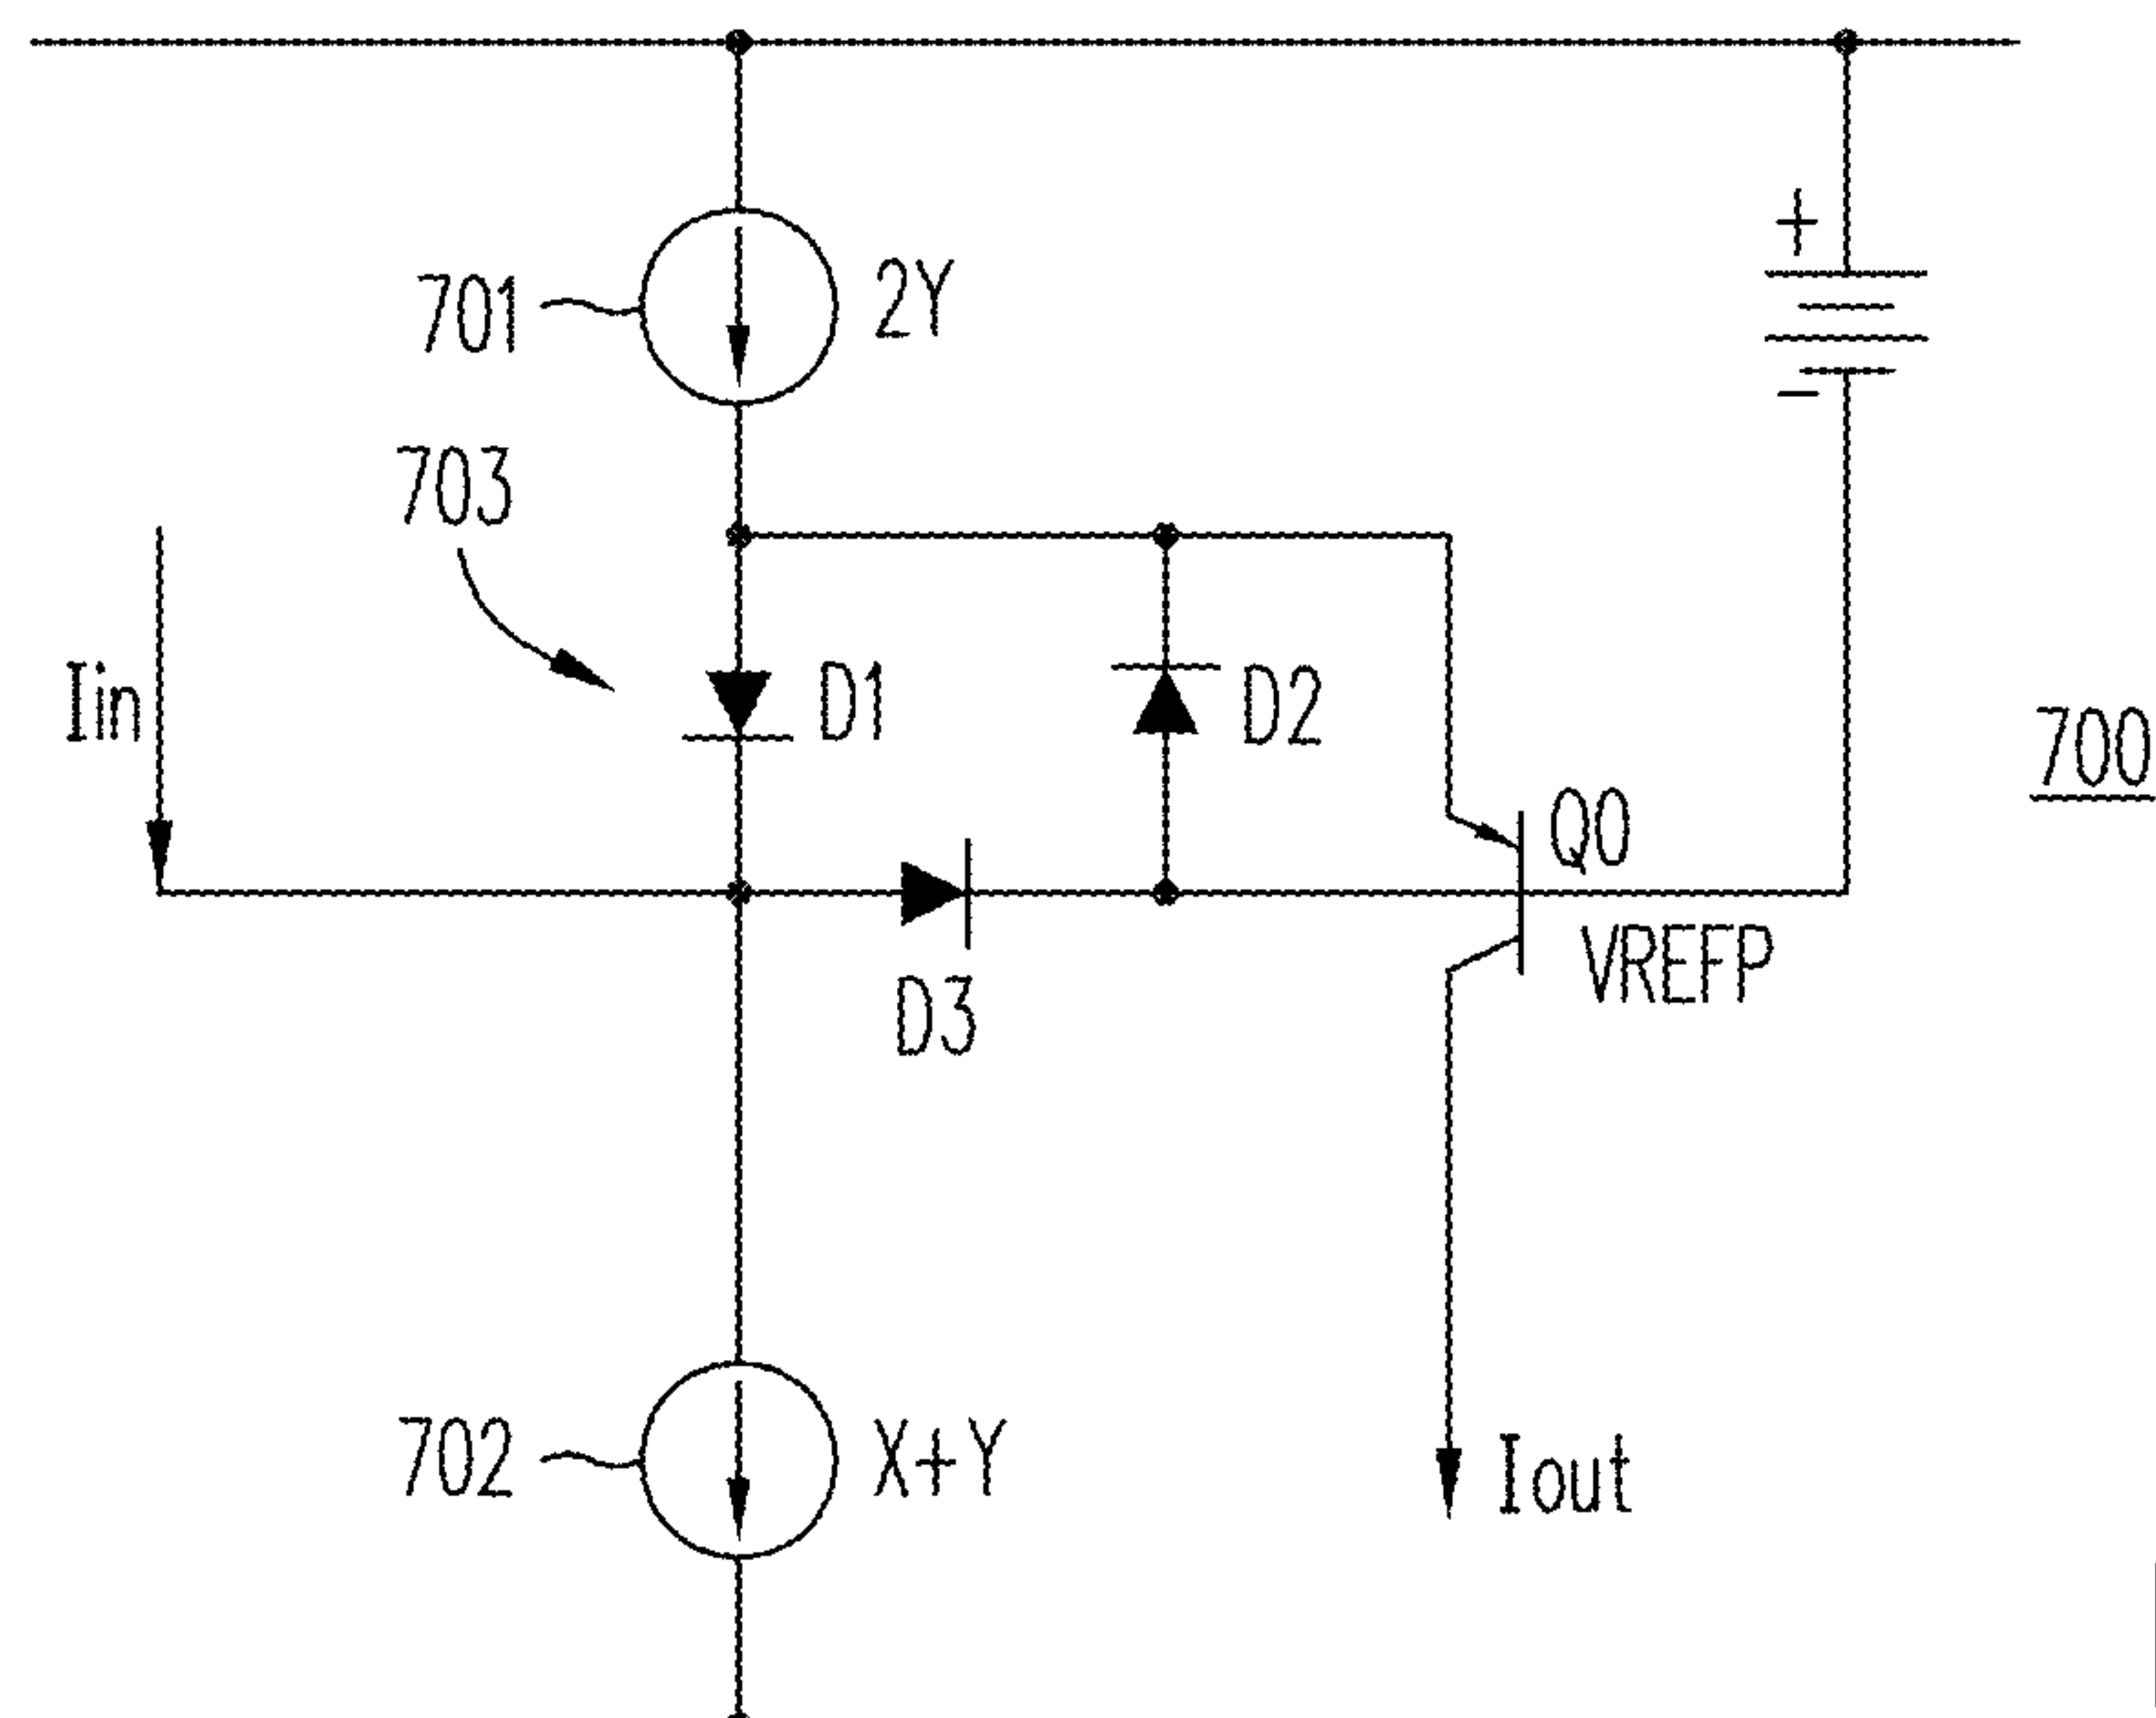 +
701
2Y
−
703
Iin
D1
D2
700
Q0
VREFP
D3
702
X+Y
Iout